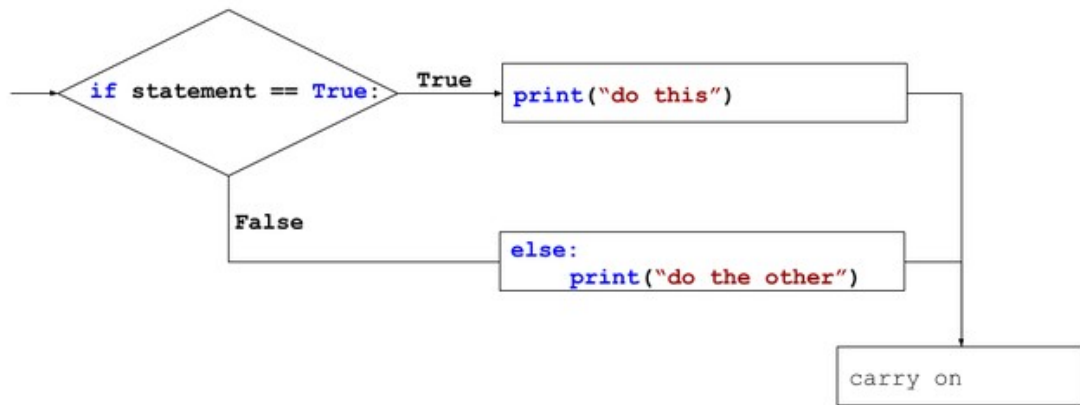 if statement == True:
True
print(“do this”)
False
else:
print(“do the other”)
carry on